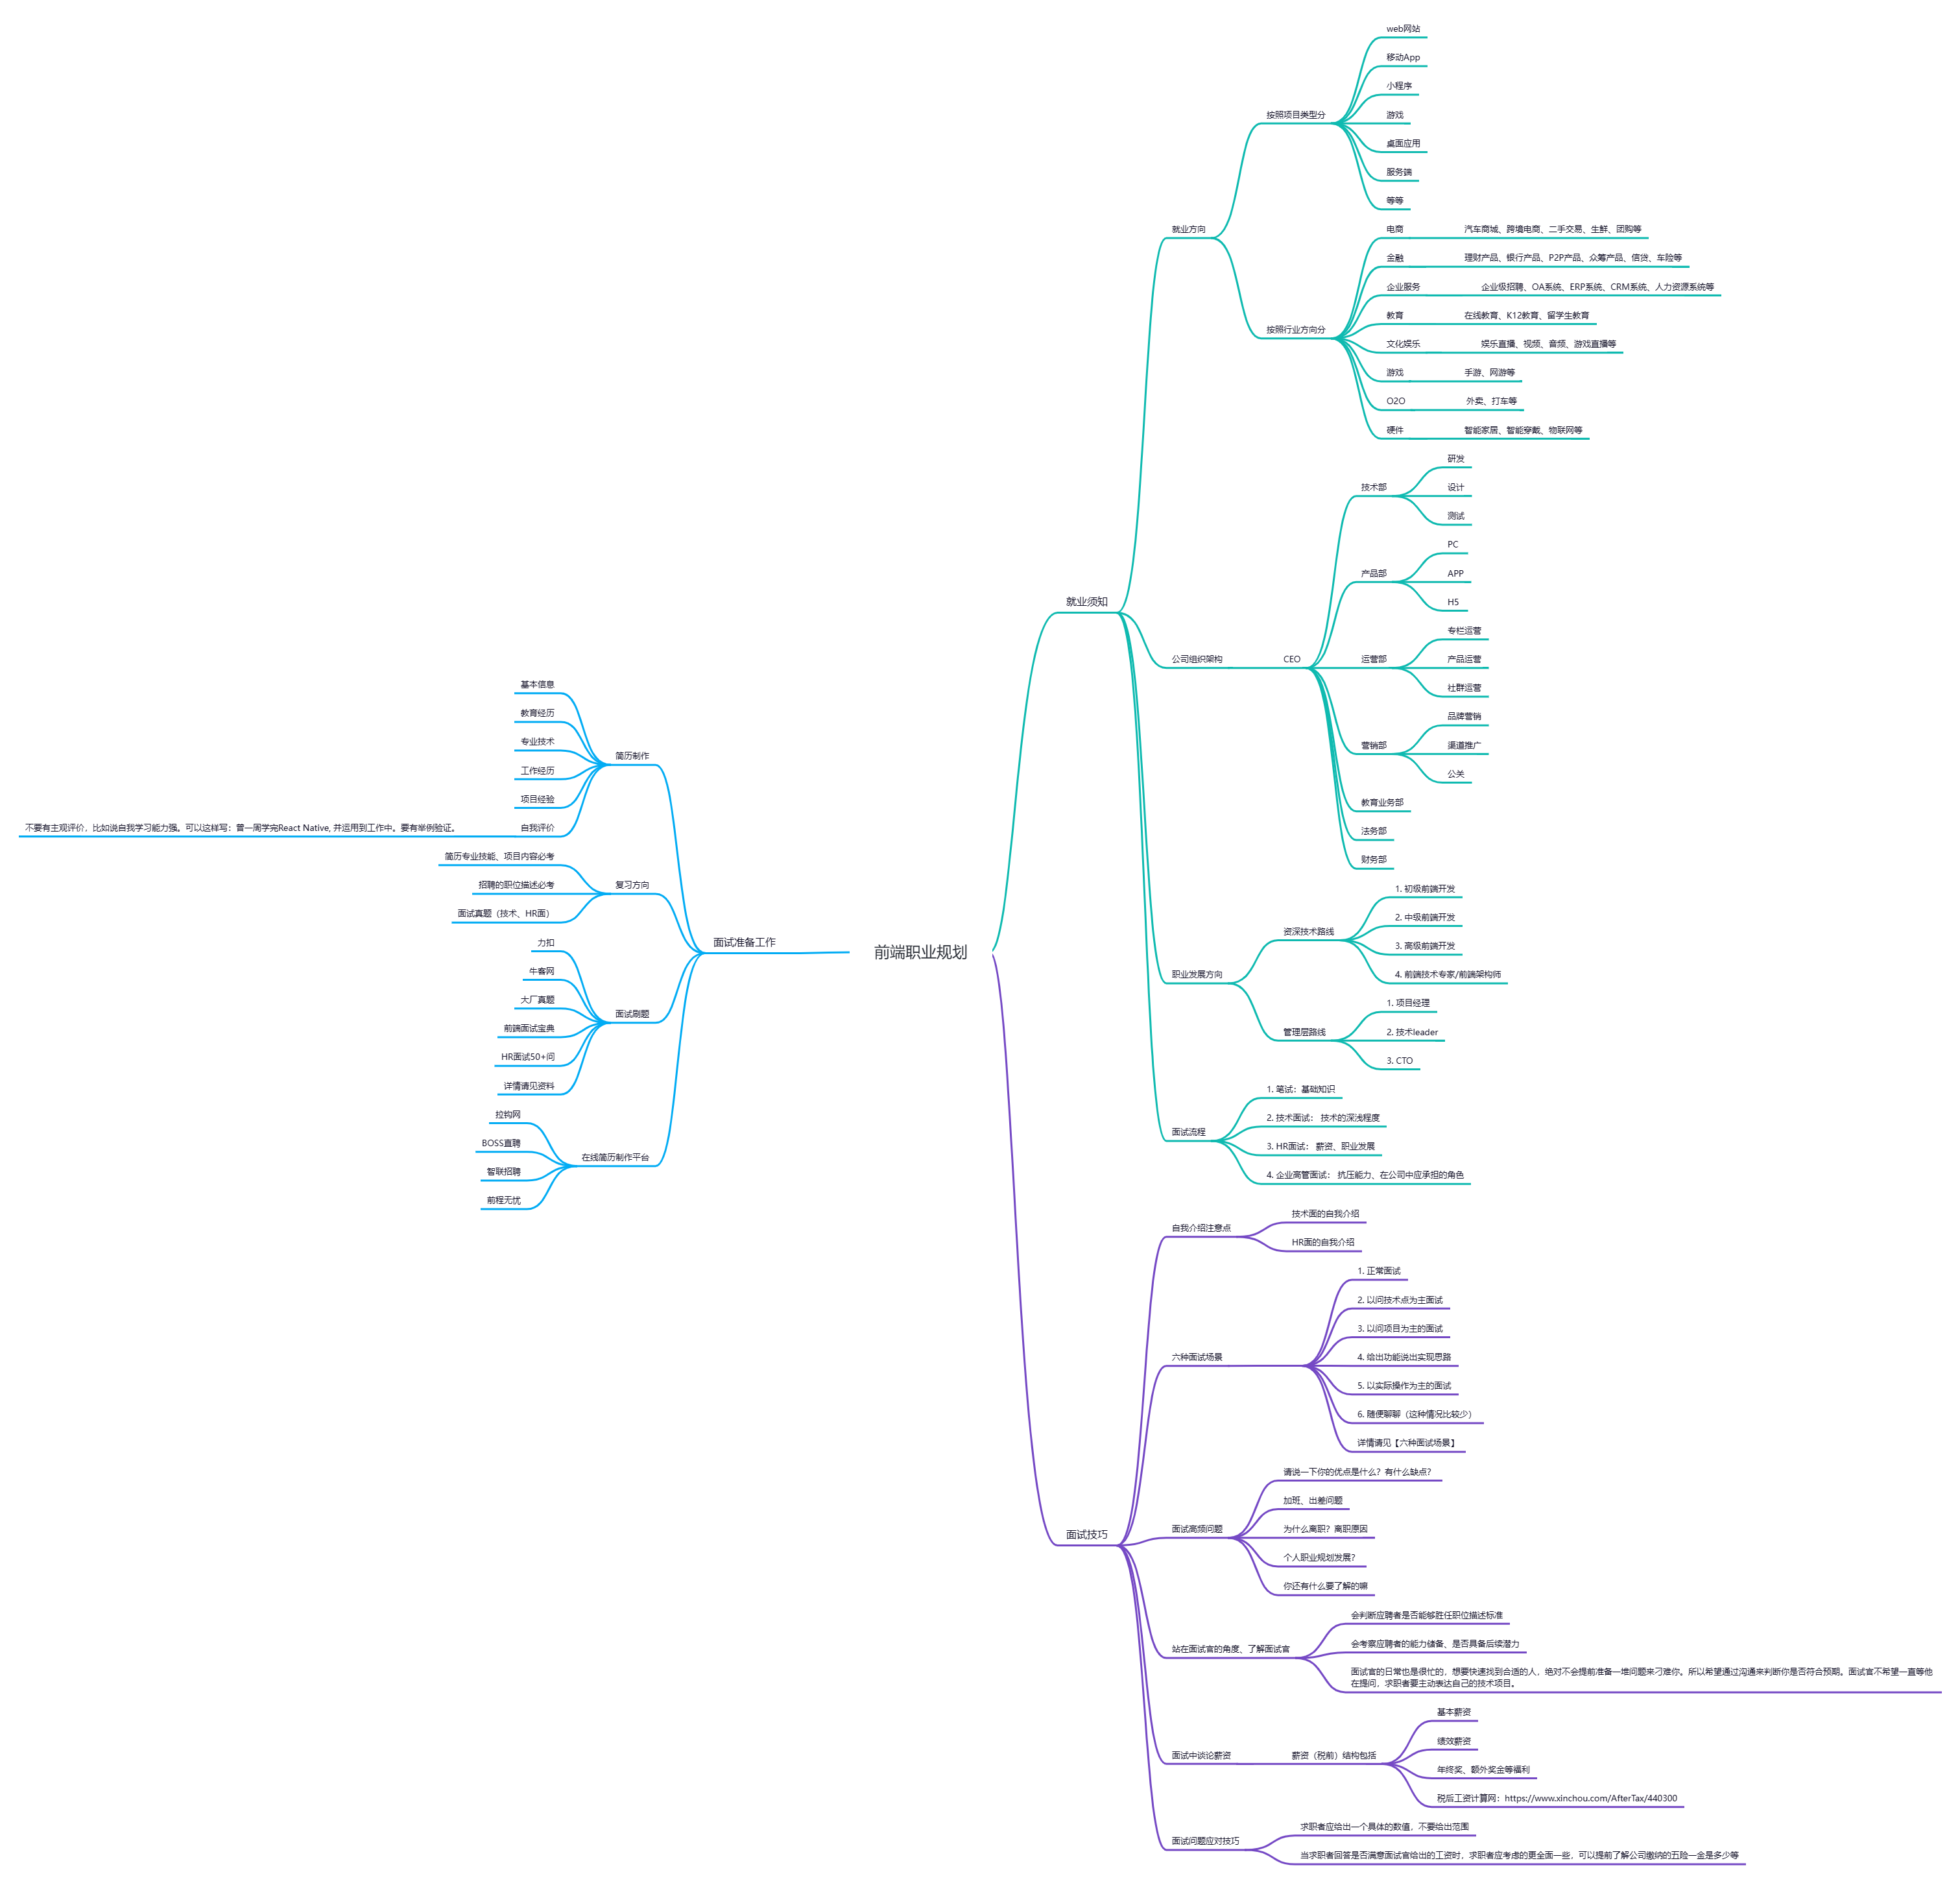 前端职业规划
就业须知
就业方向
按照项目类型分
web网站
移动App
小程序
游戏
桌面应用
服务端
等等
按照行业方向分
电商
汽车商城、跨境电商、二手交易、生鲜、团购等
金融
理财产品、银行产品、P2P产品、众筹产品、信贷、车险等
企业服务
企业级招聘、OA系统、ERP系统、CRM系统、人力资源系统等
教育
在线教育、K12教育、留学生教育
文化娱乐
娱乐直播、视频、音频、游戏直播等
游戏
手游、网游等
O2O
外卖、打车等
硬件
智能家居、智能穿戴、物联网等
公司组织架构
CEO
技术部
研发
设计
测试
产品部
PC
APP
H5
运营部
专栏运营
产品运营
社群运营
营销部
品牌营销
渠道推广
公关
教育业务部
法务部
财务部
职业发展方向
资深技术路线
1. 初级前端开发
2. 中级前端开发
3. 高级前端开发
4. 前端技术专家/前端架构师
管理层路线
1. 项目经理
2. 技术leader
3. CTO
面试流程
1. 笔试：基础知识
2. 技术面试： 技术的深浅程度
3. HR面试： 薪资、职业发展
4. 企业高管面试： 抗压能力、在公司中应承担的角色
面试技巧
自我介绍注意点
技术面的自我介绍
HR面的自我介绍
六种面试场景
1. 正常面试
2. 以问技术点为主面试
3. 以问项目为主的面试
4. 给出功能说出实现思路
5. 以实际操作为主的面试
6. 随便聊聊（这种情况比较少）
详情请见【六种面试场景】
面试高频问题
请说一下你的优点是什么？有什么缺点？
加班、出差问题
为什么离职？离职原因
个人职业规划发展？
你还有什么要了解的嘛
站在面试官的角度、了解面试官
会判断应聘者是否能够胜任职位描述标准
会考察应聘者的能力储备、是否具备后续潜力
面试官的日常也是很忙的，想要快速找到合适的人，绝对不会提前准备一堆问题来刁难你。所以希望通过沟通来判断你是否符合预期。面试官不希望一直等他
在提问，求职者要主动表达自己的技术项目。
面试中谈论薪资
薪资（税前）结构包括
基本薪资
绩效薪资
年终奖、额外奖金等福利
税后工资计算网：https://www.xinchou.com/AfterTax/440300
面试问题应对技巧
求职者应给出一个具体的数值，不要给出范围
当求职者回答是否满意面试官给出的工资时，求职者应考虑的更全面一些，可以提前了解公司缴纳的五险一金是多少等
面试准备工作
简历制作
基本信息
教育经历
专业技术
工作经历
项目经验
自我评价
不要有主观评价，比如说自我学习能力强。可以这样写：曾一周学完React Native, 并运用到工作中。要有举例验证。
复习方向
简历专业技能、项目内容必考
招聘的职位描述必考
面试真题（技术、HR面）
面试刷题
力扣
牛客网
大厂真题
前端面试宝典
HR面试50+问
详情请见资料
在线简历制作平台
拉钩网
BOSS直聘
智联招聘
前程无忧